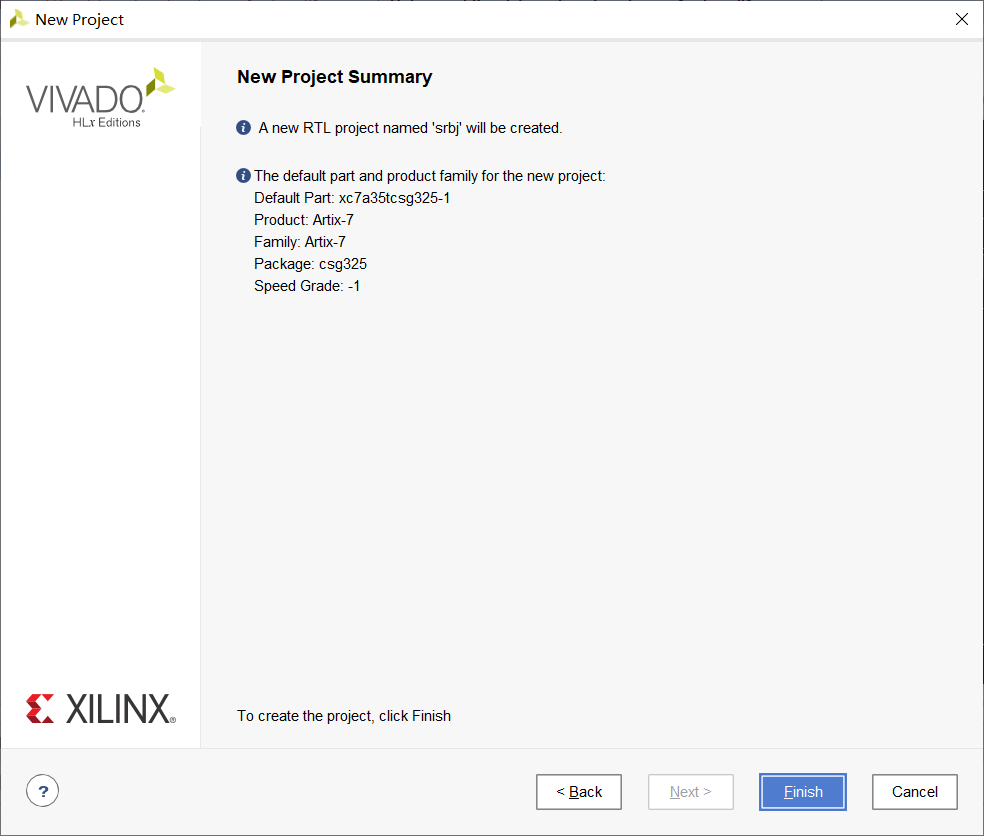 New Project
VIVADO.
HLx Editions
New Project Summary
A new RTL project named 'srbj' will be created.
The default part and product family for the new project:
Default Part: xc7a35tcsg325-1
Product: Artix-7
Family: Artix-7
Package: csg325
Speed Grade: -1
XILINX®
To create the project, click Finish
?
< Back
Next >
Finish
Cancel